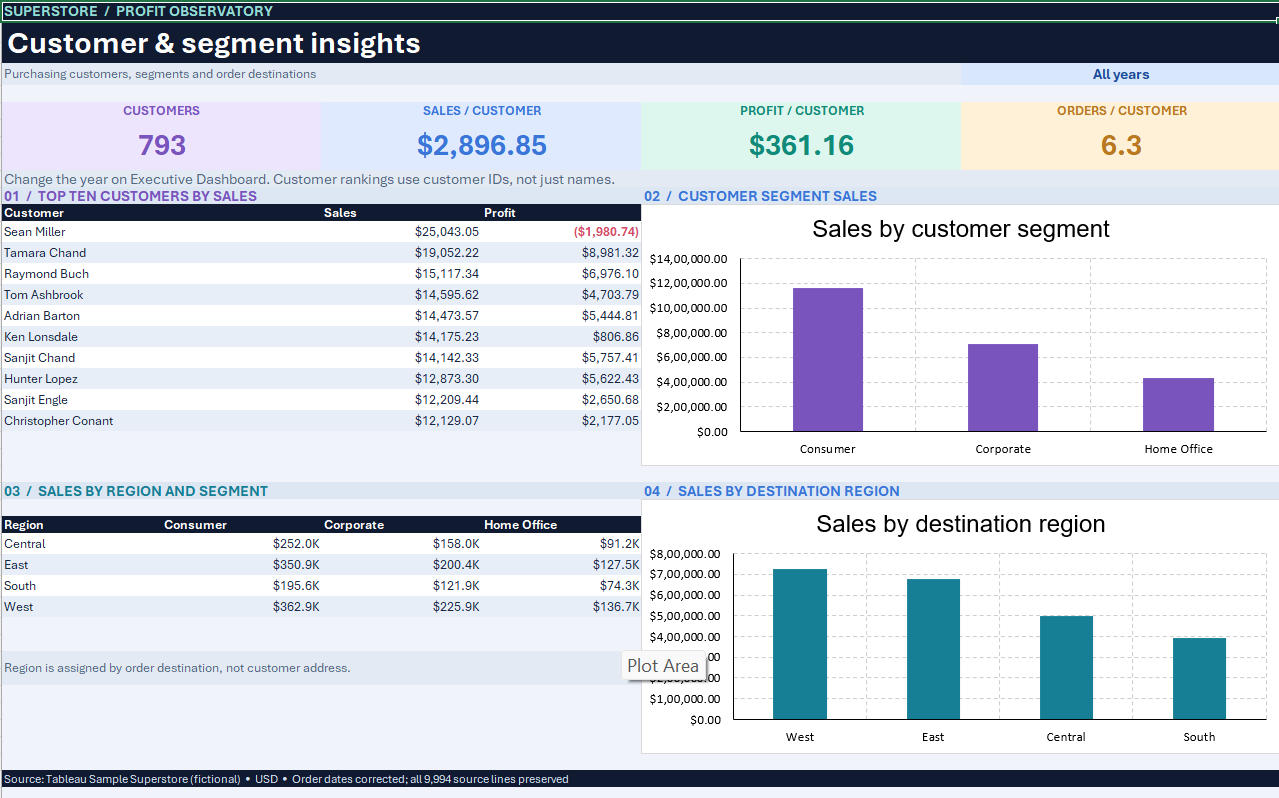 SUPERSTORE / PROFIT OBSERVATORY
Customer & segment insights
Purchasing customers, segments and order destinations
All years
CUSTOMERS
SALES / CUSTOMER
PROFIT / CUSTOMER
ORDERS / CUSTOMER
793
$2,896.85
$361.16
6.3
Change the year on Executive Dashboard. Customer rankings use customer IDs, not just names.
01 / TOP TEN CUSTOMERS BY SALES
Customer Sales Profit
Sean Miller $25,043.05 ($1,980.74)
Tamara Chand $19,052.22 $8,981.32
Raymond Buch $15,117.34 $6,976.10
Tom Ashbrook $14,595.62 $4,703.79
Adrian Barton $14,473.57 $5,444.81
Ken Lonsdale $14,175.23 $806.86
Sanjit Chand $14,142.33 $5,757.41
Hunter Lopez $12,873.30 $5,622.43
Sanjit Engle $12,209.44 $2,650.68
Christopher Conant $12,129.07 $2,177.05
02 / CUSTOMER SEGMENT SALES
Sales by customer segment
$14,00,000.00
$12,00,000.00
$10,00,000.00
$8,00,000.00
$6,00,000.00
$4,00,000.00
$2,00,000.00
$0.00
Consumer Corporate Home Office
03 / SALES BY REGION AND SEGMENT
Region Consumer Corporate Home Office
Central $252.0K $158.0K $91.2K
East $350.9K $200.4K $127.5K
South $195.6K $121.9K $74.3K
West $362.9K $225.9K $136.7K
Region is assigned by order destination, not customer address.
04 / SALES BY DESTINATION REGION
Sales by destination region
$8,00,000.00
$7,00,000.00
$6,00,000.00
$5,00,000.00
$4,00,000.00
Plot Area
$1,00,000.00
$0.00
West East Central South
Source: Tableau Sample Superstore (fictional) • USD • Order dates corrected; all 9,994 source lines preserved